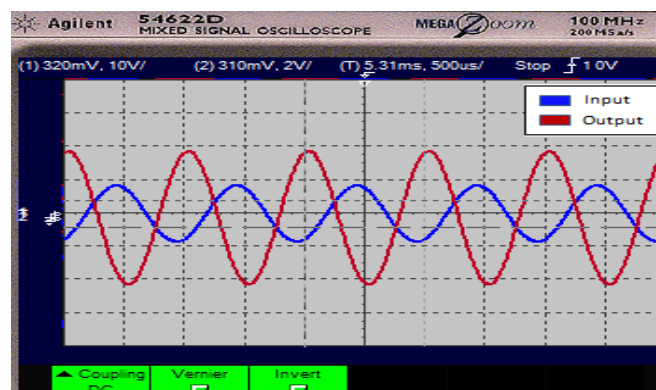 Agilent 54622D MIXED SIGNAL OSCILLOSCOPE MEGA Zoom 100 MHz 200 MSa/s
(1) 320mV, 10V/ (2) 310mV, 2V/ (T) 5.31ms, 500us/ Stop 1 0V
Input
Output
Coupling Vernier Invert